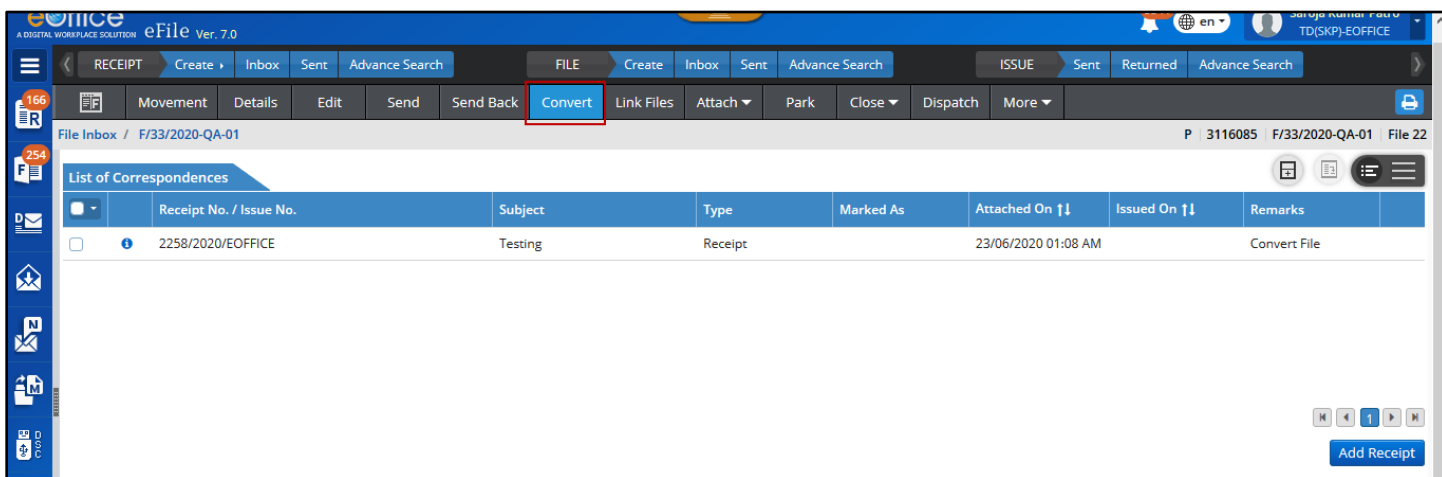 eOffice
A DIGITAL WORKPLACE SOLUTION eFile Ver. 7.0
en
Saroja Kumar Patro
TD(SKP)-EOFFICE
RECEIPT Create Inbox Sent Advance Search FILE Create Inbox Sent Advance Search ISSUE Sent Returned Advance Search
166
R
F Movement Details Edit Send Send Back Convert Link Files Attach Park Close Dispatch More
File Inbox / F/33/2020-QA-01 P 3116085 F/33/2020-QA-01 File 22
254
F
List of Correspondences
Receipt No. / Issue No. Subject Type Marked As Attached On Issued On Remarks
D
2258/2020/EOFFICE Testing Receipt 23/06/2020 01:08 AM Convert File
N
M
1
DSC
Add Receipt